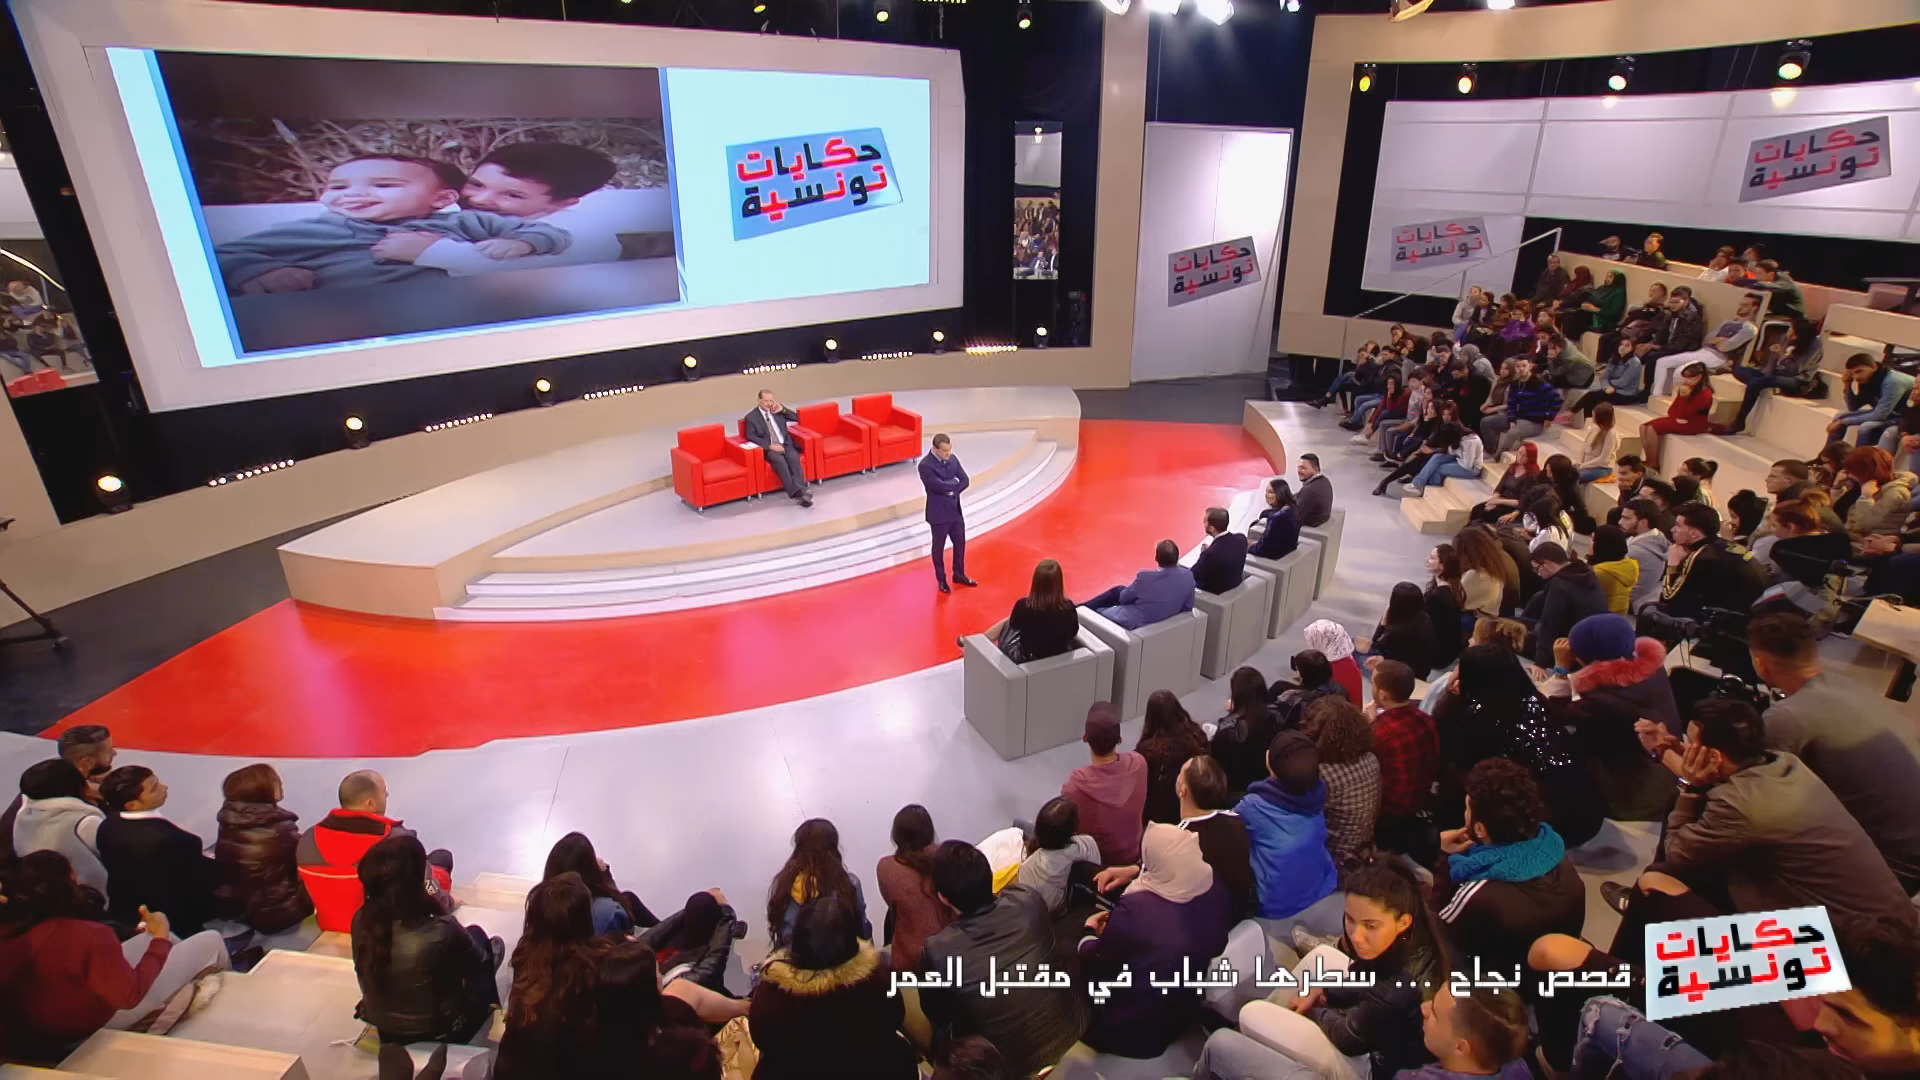 حكايات
تونسية
حكايات
تونسية
حكايات
تونسية
حكايات
تونسية
قصص نجاح ... سطرها شباب في مقتبل العمر
حكايات
تونسية